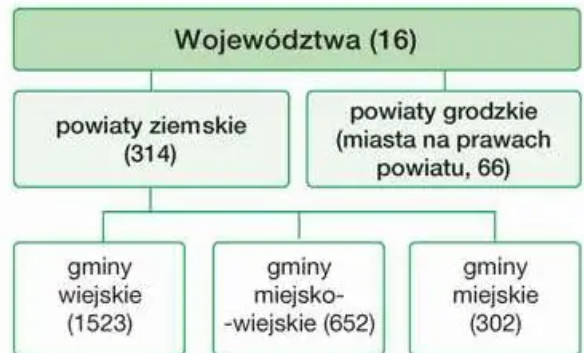 Województwa (16)
powiaty ziemskie
(314)
powiaty grodzkie
(miasta na prawach
powiatu, 66)
gminy
wiejskie
(1523)
gminy
miejsko-
-wiejskie (652)
gminy
miejskie
(302)